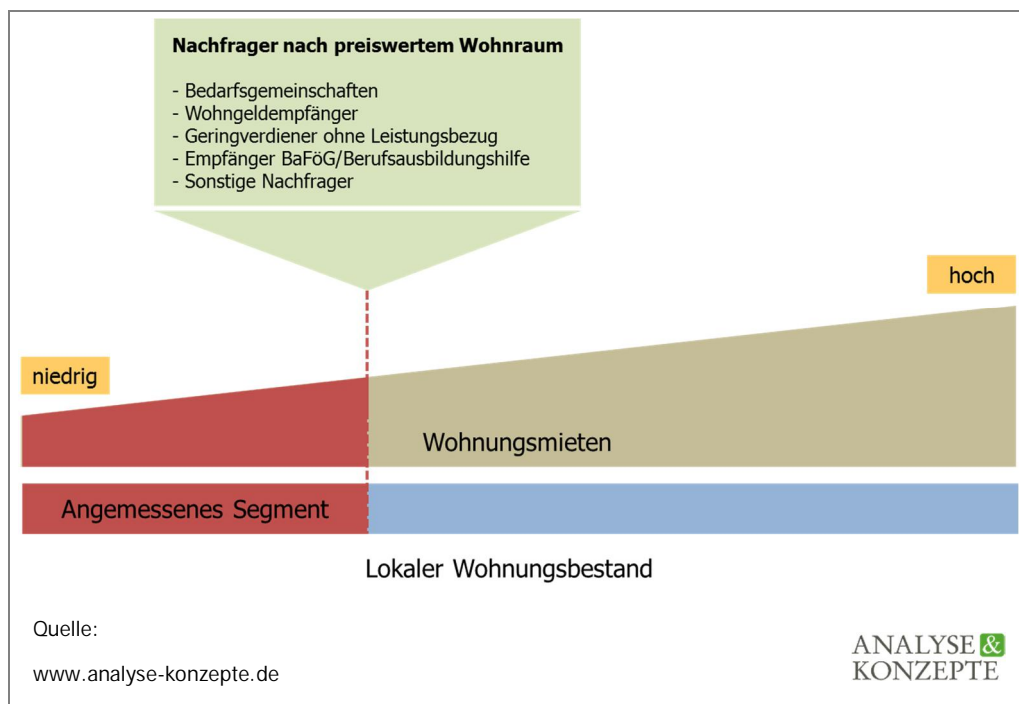 Nachfrager nach preiswertem Wohnraum
- Bedarfsgemeinschaften
- Wohngeldempfänger
- Geringverdiener ohne Leistungsbezug
- Empfänger BaFöG/Berufsausbildungshilfe
- Sonstige Nachfrager
hoch
niedrig
Wohnungsmieten
Angemessenes Segment
Lokaler Wohnungsbestand
Quelle:
www.analyse-konzepte.de
ANALYSE &
KONZEPTE